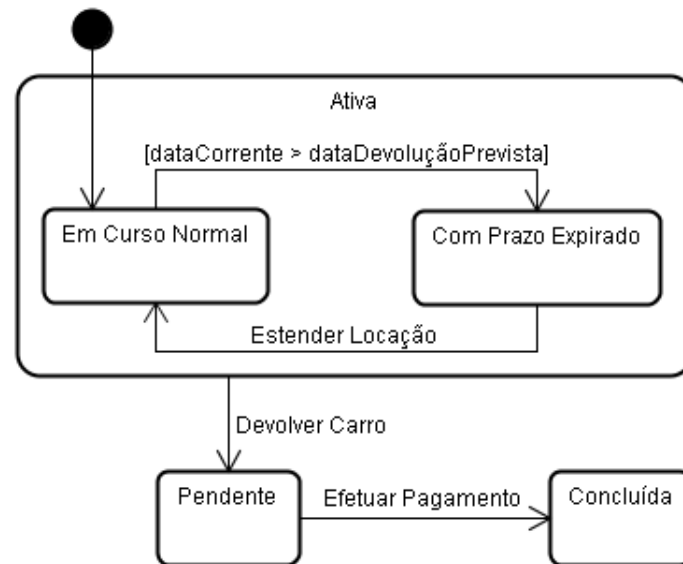 Ativa
[dataCorrente > dataDevoluçãoPrevista]
Em Curso Normal
Com Prazo Expirado
Estender Locação
Devolver Carro
Pendente
Efetuar Pagamento
Concluída